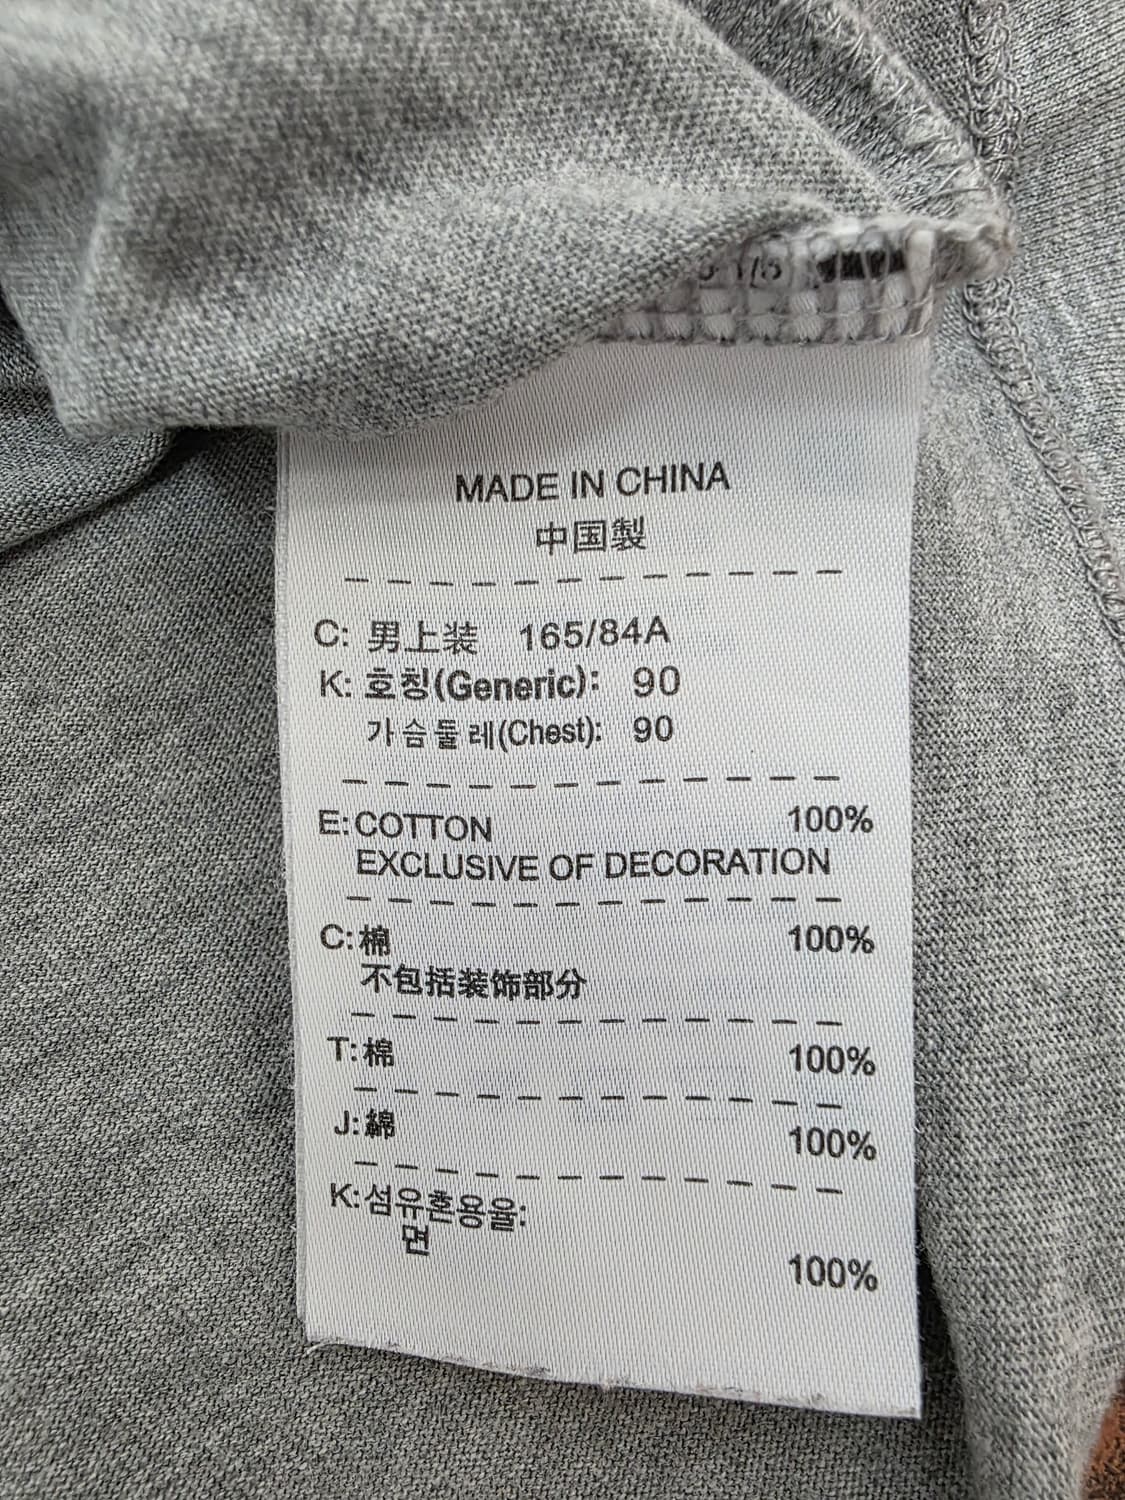 MADE IN CHINA
中国製
C: 男上装 165/84A
K: 호칭(Generic): 90
가슴둘레(Chest): 90
E: COTTON 100%
EXCLUSIVE OF DECORATION
C: 棉 100%
不包括装饰部分
T: 棉 100%
J: 綿 100%
K: 섬유혼용율:
면
100%